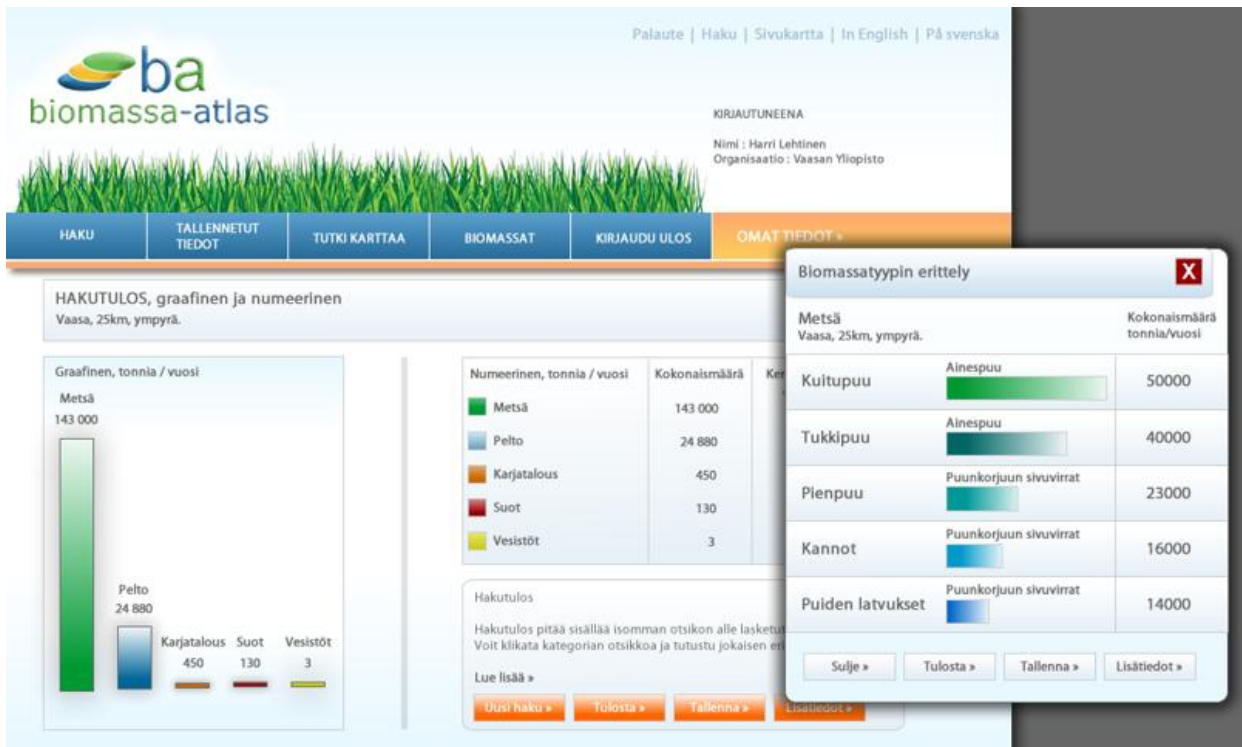 Palaute | Haku | Sivukartta | In English | På svenska
ba
biomassa-atlas
KIRJAUTUNEENA
Nimi : Harri Lehtinen
Organisaatio : Vaasan Yliopisto
HAKU
TALLENNETUT
TIEDOT
TUTKI KARTTAA
BIOMASSAT
KIRJAUDU ULOS
OMAT TIEDOT »
HAKUTULOS, graafinen ja numeerinen
Vaasa, 25km, ympyrä.
Graafinen, tonnia / vuosi
Metsä
143 000
Pelto
24 880
Karjatalous Suot Vesistöt
450 130 3
Numeerinen, tonnia / vuosi Kokonaismäärä
Metsä 143 000
Pelto 24 880
Karjatalous 450
Suot 130
Vesistöt 3
Hakutulos
Hakutulos pitää sisällää isomman otsikon alle
Voit klikata kategorian otsikkoa ja tutustu jokaisen
Lue lisää »
Uusi haku » Tulosta » Tallenna » Lisätiedot »
Biomassatyypin erittely X
Metsä
Vaasa, 25km, ympyrä.
Kokonaismäärä
tonnia/vuosi
Kuitupuu Ainespuu 50000
Tukkipuu Ainespuu 40000
Pienpuu Puunkorjuun sivuvirrat 23000
Kannot Puunkorjuun sivuvirrat 16000
Puiden latvukset Puunkorjuun sivuvirrat 14000
Sulje » Tulosta » Tallenna » Lisätiedot »